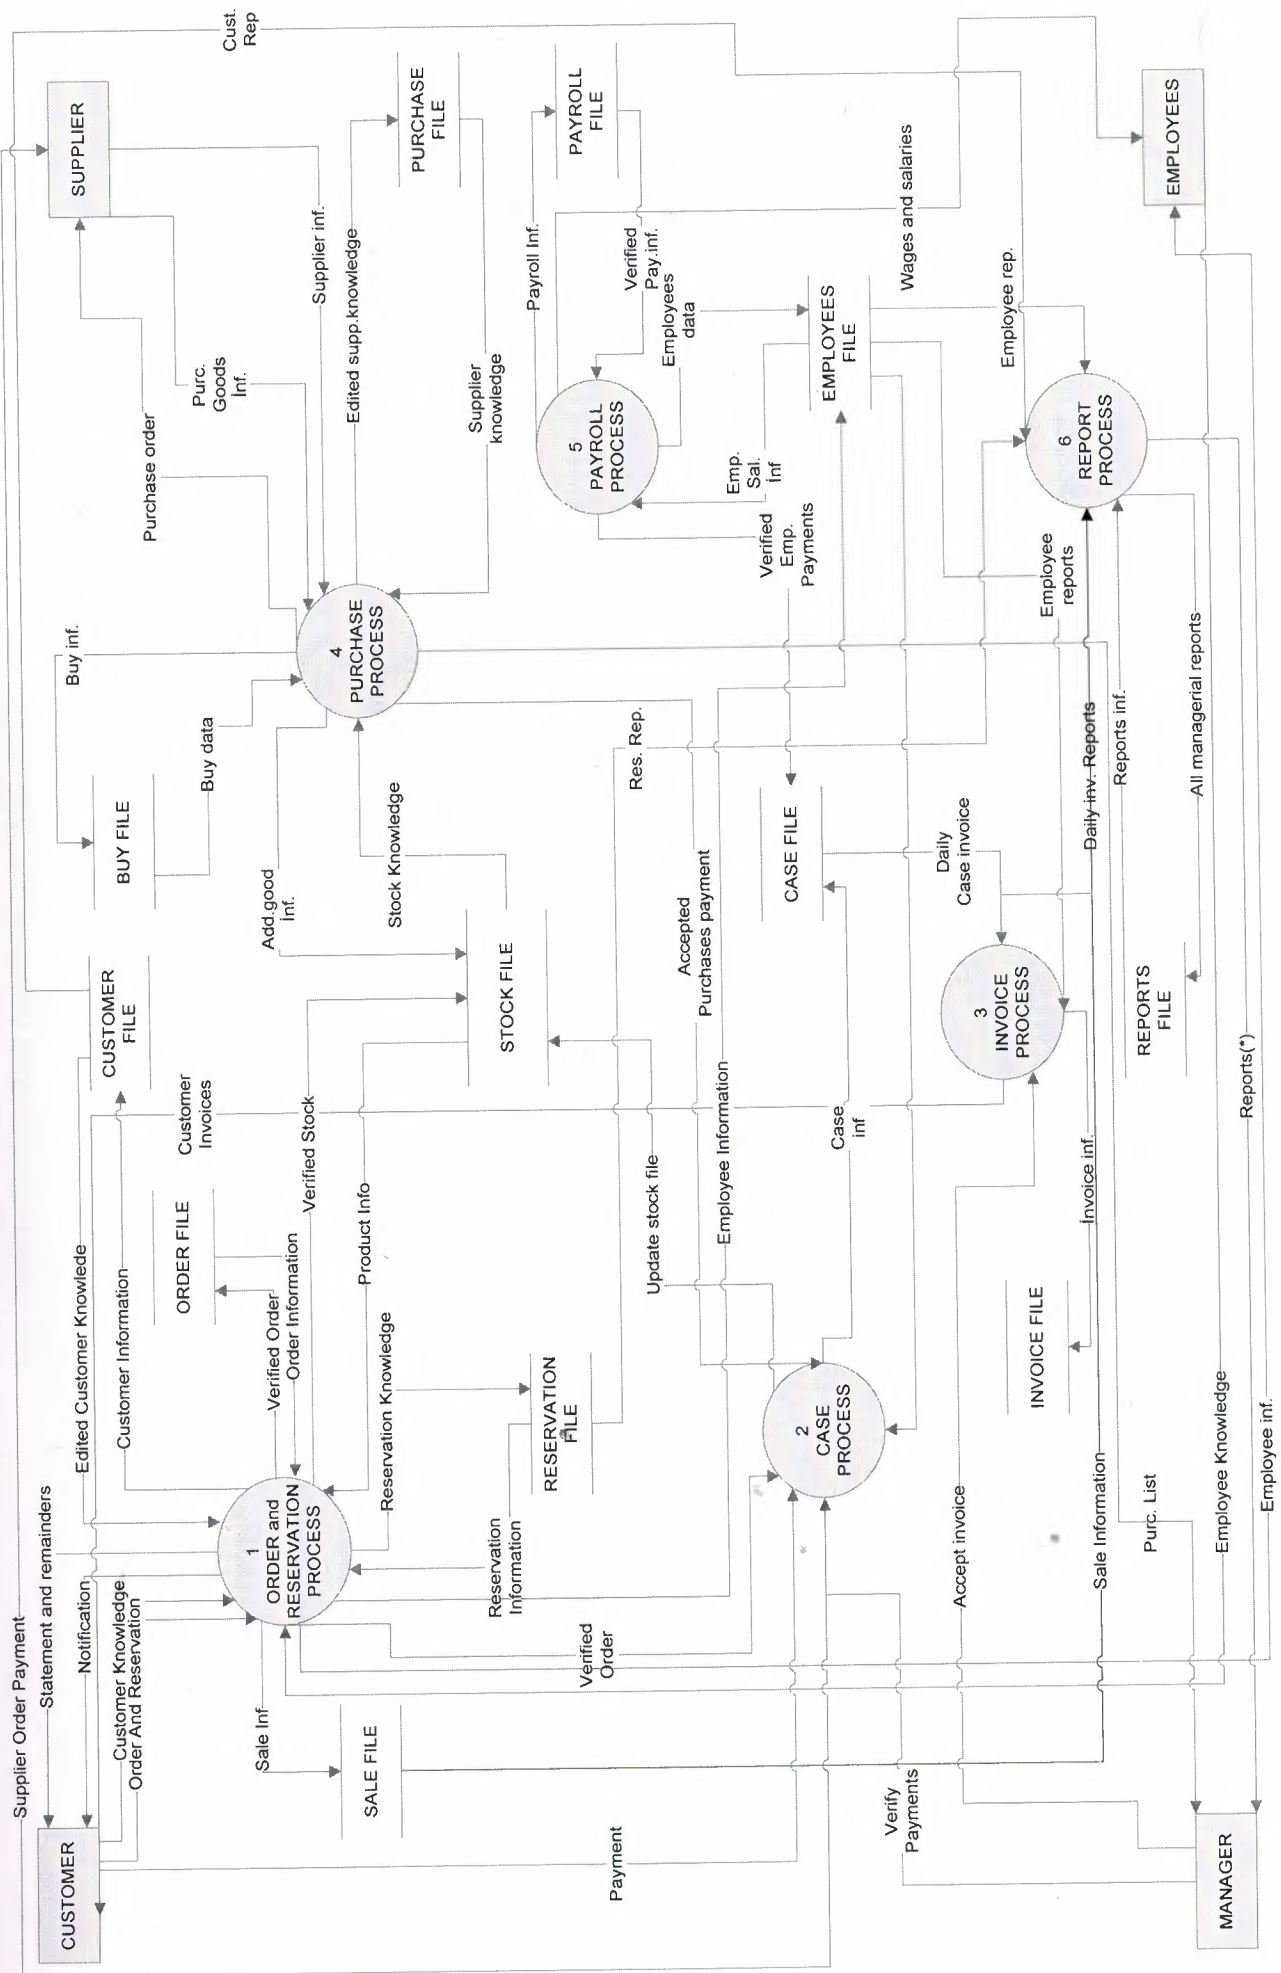 Supplier Order Payment
CUSTOMER
Statement and remainders
Notification
Customer Knowledge
Order And Reservation
Edited Customer Knowlede
Customer Information
CUSTOMER
FILE
Buy inf.
BUY FILE
Buy data
SUPPLIER
Cust.
Rep
Purchase order
Purc.
Goods
Inf.
Supplier inf.
Customer
Invoices
ORDER FILE
Verified Order
Order Information
Verified Stock
Product Info
Add.good
Inf.
Stock Knowledge
STOCK FILE
1
ORDER and
RESERVATION
PROCESS
Sale Inf
SALE FILE
Reservation Knowledge
Reservation
Information
RESERVATION
FILE
4
PURCHASE
PROCESS
Edited supp.knowledge
PURCHASE
FILE
Supplier
knowledge
Payroll Inf.
PAYROLL
FILE
Verified
Pay.inf.
5
PAYROLL
PROCESS
Employees
data
Payment
Verified
Order
Update stock file
Accepted
Purchases payment
Res. Rep.
Employee Information
Emp.
Sal.
Inf
Verified
Emp.
Payments
CASE FILE
EMPLOYEES
FILE
2
CASE
PROCESS
Case
inf
Daily
Case invoice
Wages and salaries
Verify
Payments
Accept invoice
3
INVOICE
PROCESS
INVOICE FILE
Invoice inf.
Employee rep.
Employee
reports
6
REPORT
PROCESS
Daily inv. Reports
Sale Information
Reports inf.
Purc. List
REPORTS
FILE
All managerial reports
EMPLOYEES
MANAGER
Employee Knowledge
Reports(*)
Employee inf.